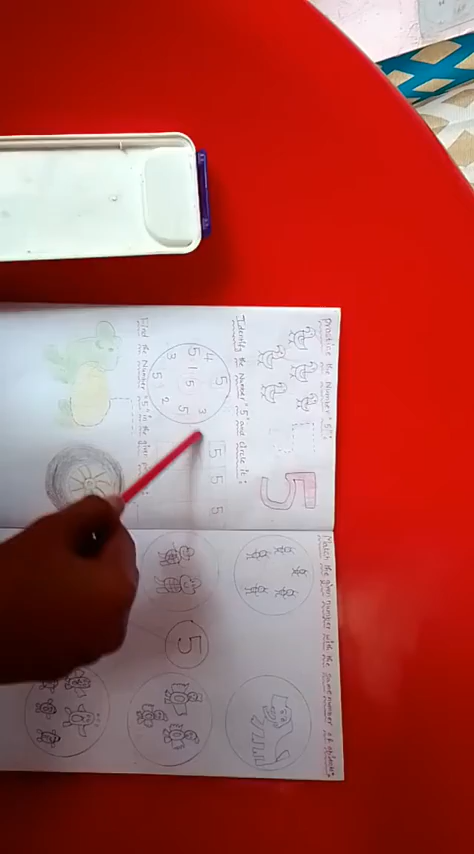 Practice the Number "5":
5
Identify the Number "5" and circle it:
5 4 3
5 1 5 5 3
5 2
5 5 5
Find the Number "5" in the given
Match the given number with the same number of objects:
5